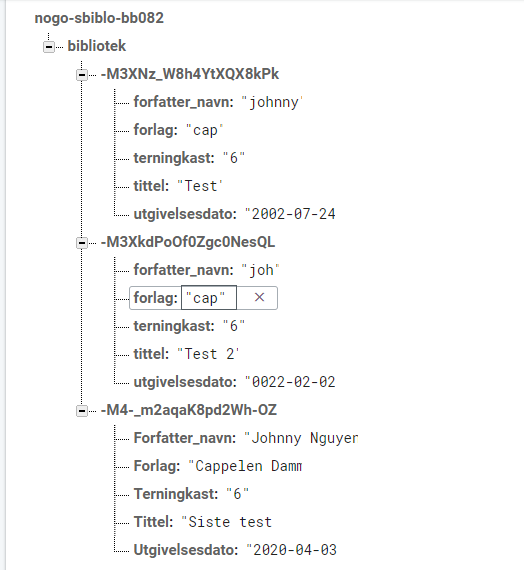 nogo-sbiblo-bb082
bibliotek
-M3XNz_W8h4YtXQX8kPk
forfatter_navn: "johnny'
forlag: "cap'
terningkast: "6"
tittel: "Test'
utgivelsesdato: "2002-07-24
-M3XkdPoOf0Zgc0NesQL
forfatter_navn: "joh"
forlag: "cap" ×
terningkast: "6"
tittel: "Test 2'
utgivelsesdato: "0022-02-02
-M4-_m2aqaK8pd2Wh-OZ
Forfatter_navn: "Johnny Nguyen
Forlag: "Cappelen Damm
Terningkast: "6"
Tittel: "Siste test
Utgivelsesdato: "2020-04-03